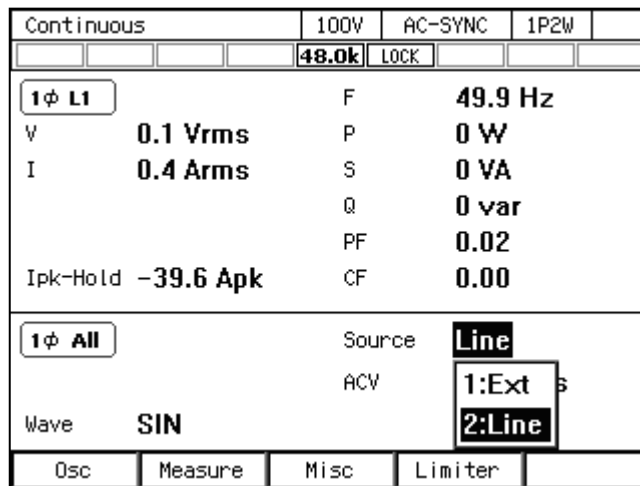 Continuous 100V AC-SYNC 1P2W
48.0k LOCK
1ϕ L1 F 49.9 Hz
V 0.1 Vrms P 0 W
I 0.4 Arms S 0 VA
Q 0 var
PF 0.02
Ipk-Hold -39.6 Apk CF 0.00
1ϕ All Source Line
ACV 1:Ext s
Wave SIN 2:Line
Osc Measure Misc Limiter